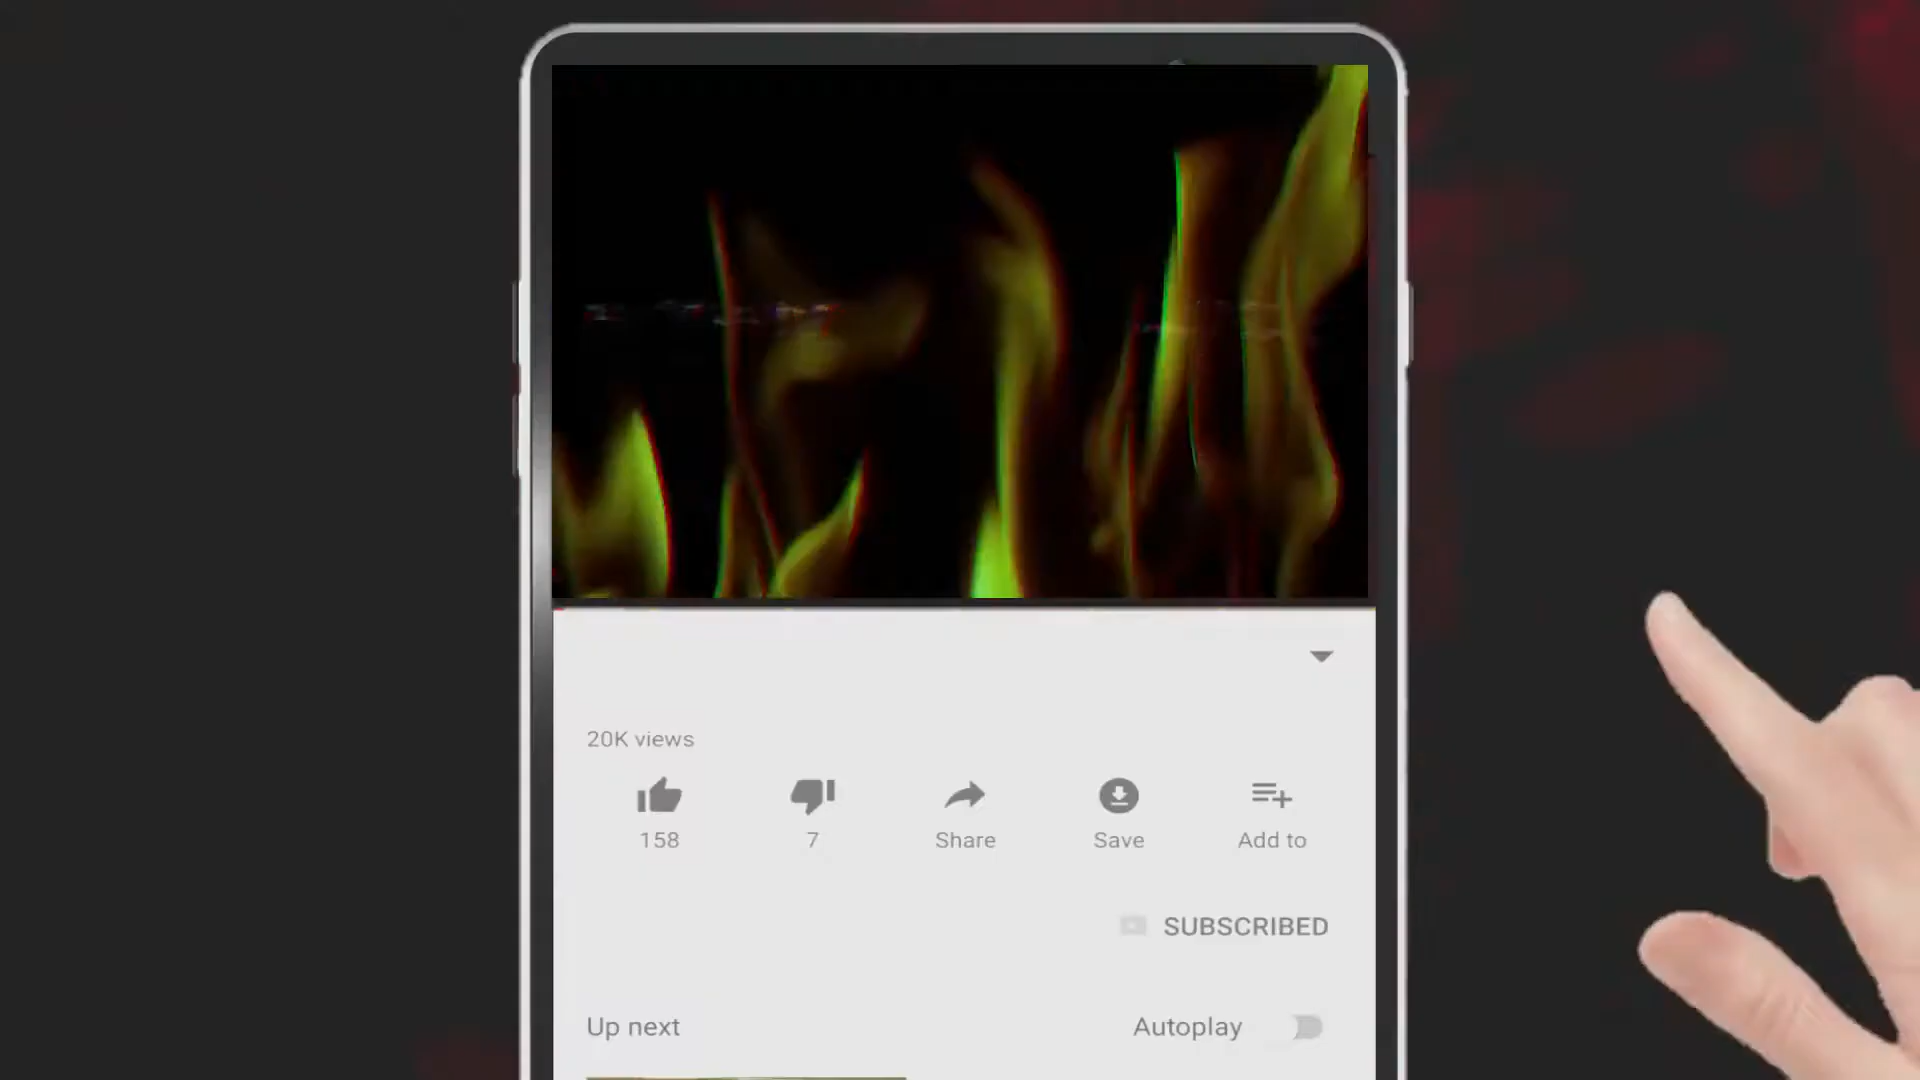 20K views
158
7
Share
Save
Add to
SUBSCRIBED
Up next
Autoplay